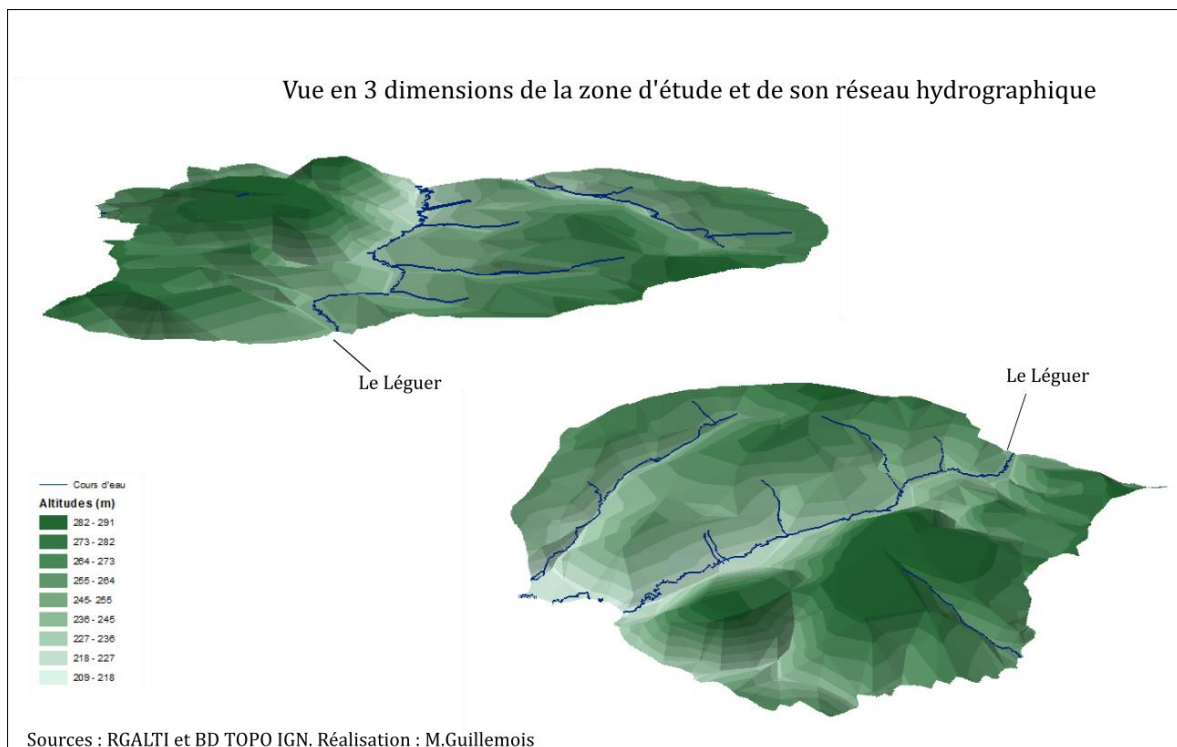 Vue en 3 dimensions de la zone d'étude et de son réseau hydrographique
Le Léguer
Le Léguer
Cours d'eau
Altitudes (m)
282 - 291
273 - 282
264 - 273
255 - 264
245- 255
236 - 245
227 - 236
218 - 227
209 - 218
Sources : RGALTI et BD TOPO IGN. Réalisation : M.Guillemois